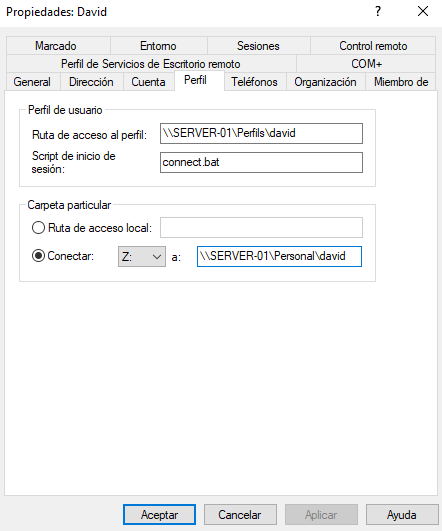 Propiedades: David
?
Marcado Entorno Sesiones Control remoto
Perfil de Servicios de Escritorio remoto COM+
General Dirección Cuenta Perfil Teléfonos Organización Miembro de
Perfil de usuario
Ruta de acceso al perfil: \\SERVER-01\Perfils\david
Script de inicio de
sesión: connect.bat
Carpeta particular
Ruta de acceso local:
Conectar: Z: a: \\SERVER-01\Personal\david
Aceptar Cancelar Aplicar Ayuda